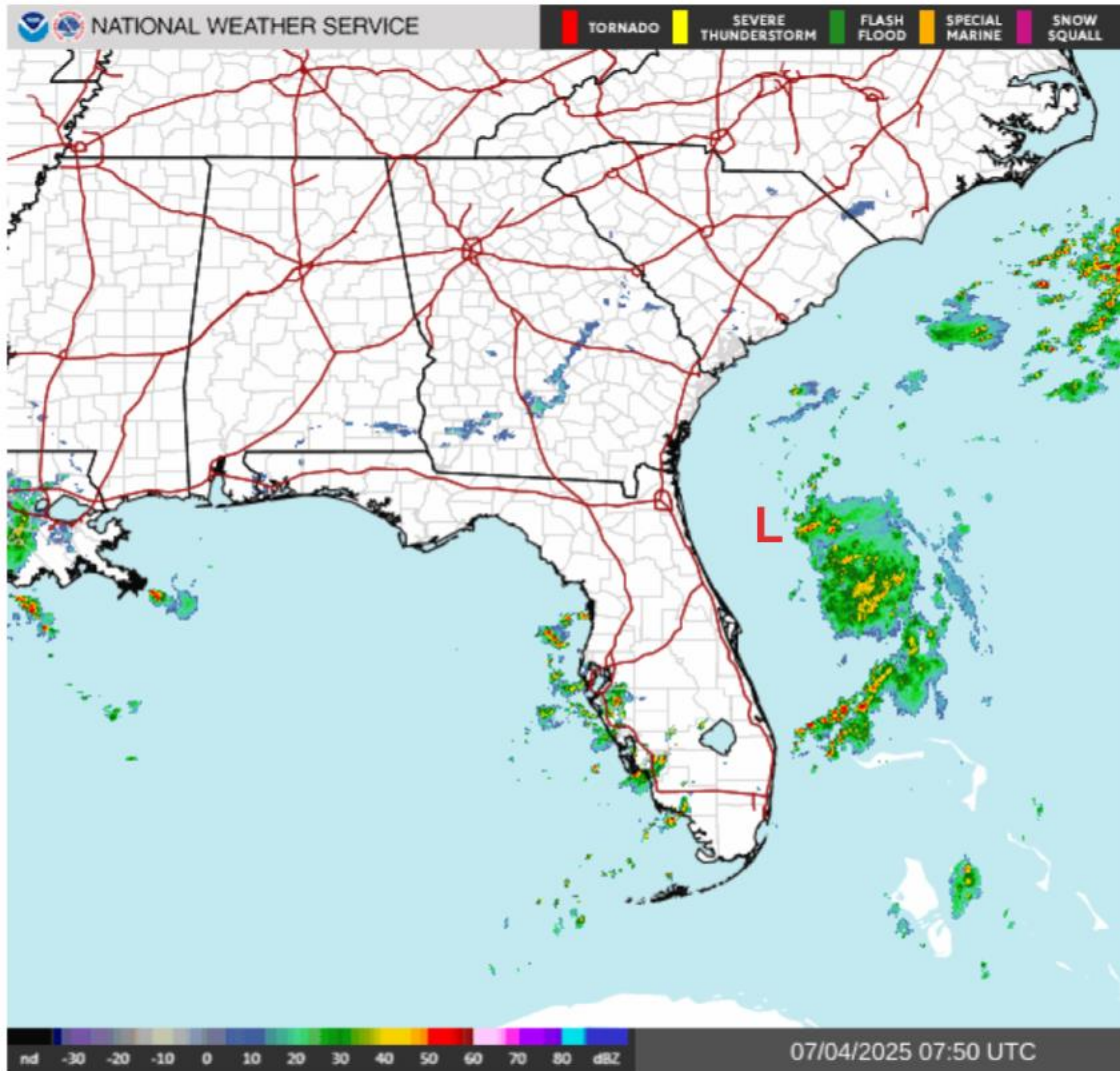 NATIONAL WEATHER SERVICE
TORNADO
SEVERE
THUNDERSTORM
FLASH
FLOOD
SPECIAL
MARINE
SNOW
SQUALL
L
nd -30 -20 -10 0 10 20 30 40 50 60 70 80 dBZ
07/04/2025 07:50 UTC